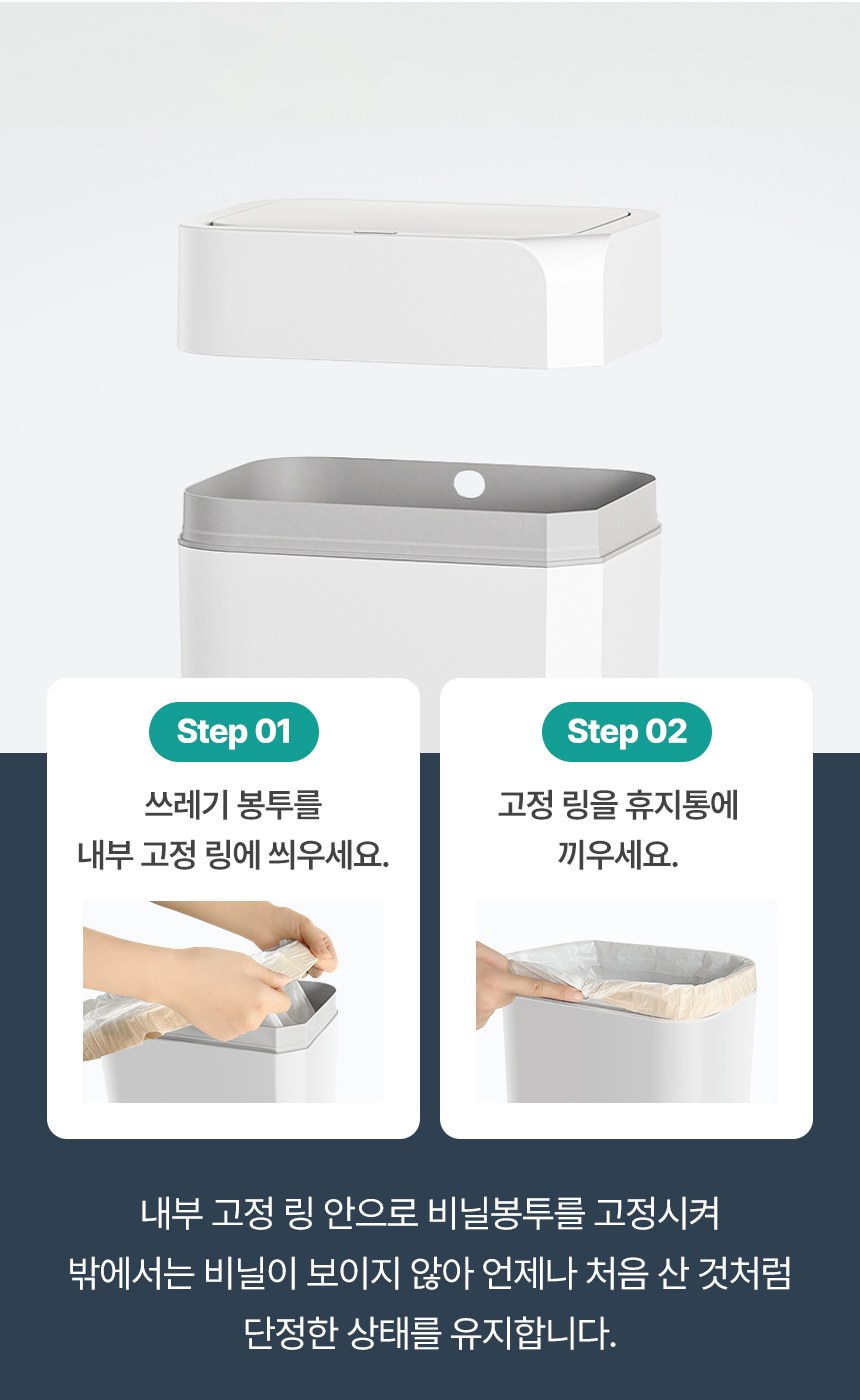 Step 01
쓰레기 봉투를
내부 고정 링에 씌우세요.
Step 02
고정 링을 휴지통에
끼우세요.
내부 고정 링 안으로 비닐봉투를 고정시켜
밖에서는 비닐이 보이지 않아 언제나 처음 산 것처럼
단정한 상태를 유지합니다.